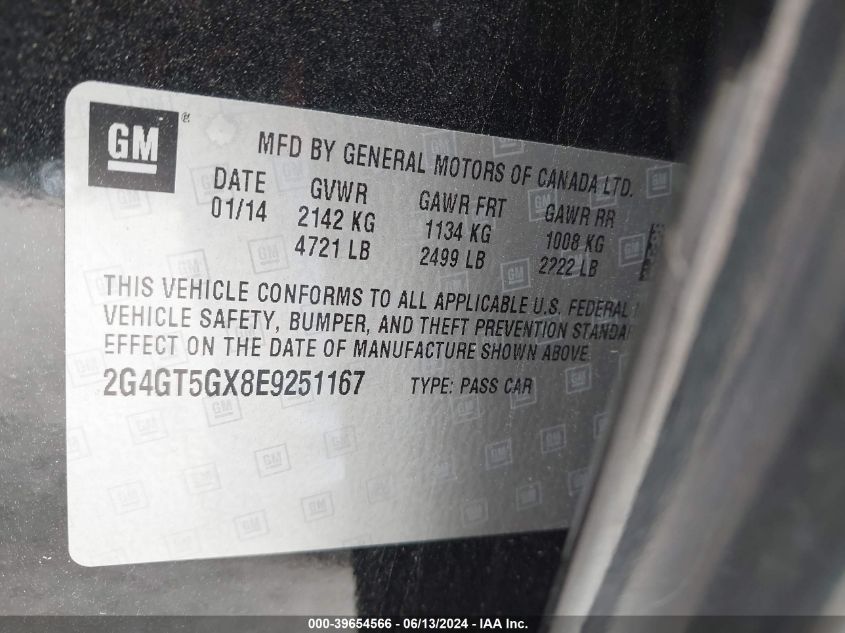 GM ®
MFD BY GENERAL MOTORS OF CANADA LTD.
DATE GVWR GAWR FRT GAWR RR
01/14 2142 KG 1134 KG 1008 KG
4721 LB 2499 LB 2222 LB
THIS VEHICLE CONFORMS TO ALL APPLICABLE U.S. FEDERAL
VEHICLE SAFETY, BUMPER, AND THEFT PREVENTION
EFFECT ON THE DATE OF MANUFACTURE SHOWN ABOVE.
2G4GT5GX8E9251167 TYPE: PASS CAR
000-39654566 - 06/13/2024 - IAA Inc.